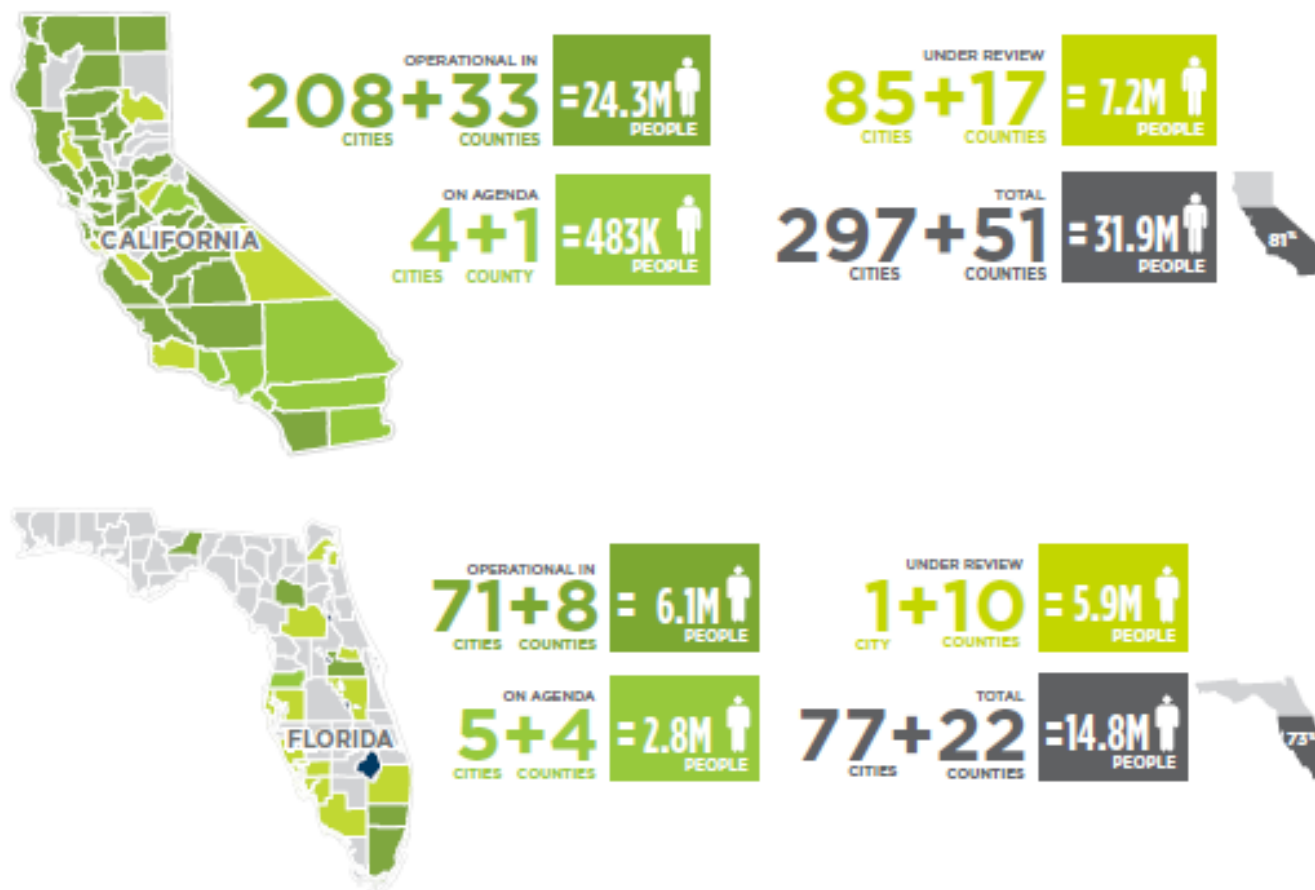 CALIFORNIA
OPERATIONAL IN
208+33
CITIES COUNTIES
=24.3M
PEOPLE
UNDER REVIEW
85+17
CITIES COUNTIES
= 7.2M
PEOPLE
ON AGENDA
4+1
CITIES COUNTY
=483K
PEOPLE
TOTAL
297+51
CITIES COUNTIES
=31.9M
PEOPLE
81%
FLORIDA
OPERATIONAL IN
71+8
CITIES COUNTIES
= 6.1M
PEOPLE
UNDER REVIEW
1+10
CITY COUNTIES
=5.9M
PEOPLE
ON AGENDA
5+4
CITIES COUNTIES
=2.8M
PEOPLE
TOTAL
77+22
CITIES COUNTIES
=14.8M
PEOPLE
73%